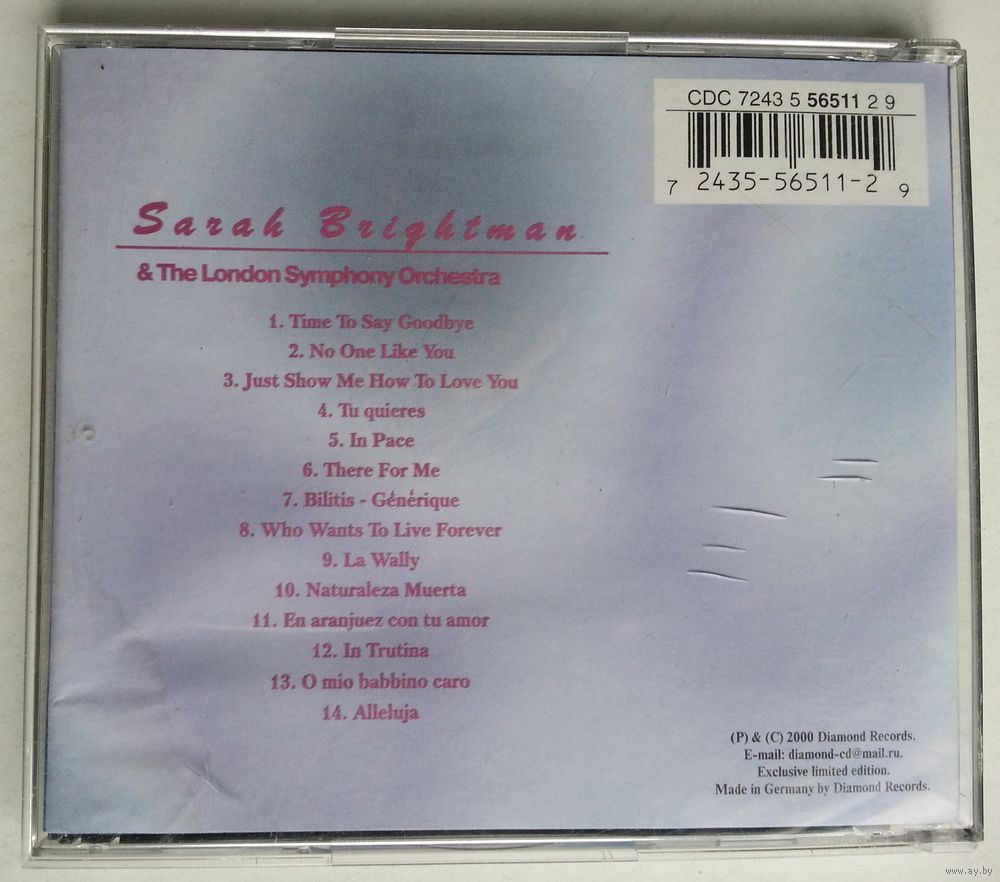 CDC 7243 5 56511 2 9
7 2435-56511-2 9
Sarah Brightman
& The London Symphony Orchestra
1. Time To Say Goodbye
2. No One Like You
3. Just Show Me How To Love You
4. Tu quieres
5. In Pace
6. There For Me
7. Bilitis - Générique
8. Who Wants To Live Forever
9. La Wally
10. Naturaleza Muerta
11. En aranjuez con tu amor
12. In Trutina
13. O mio babbino caro
14. Alleluja
(P) & (C) 2000 Diamond Records.
E-mail: diamond-cd@mail.ru.
Exclusive limited edition.
Made in Germany by Diamond Records.
www.ay.by